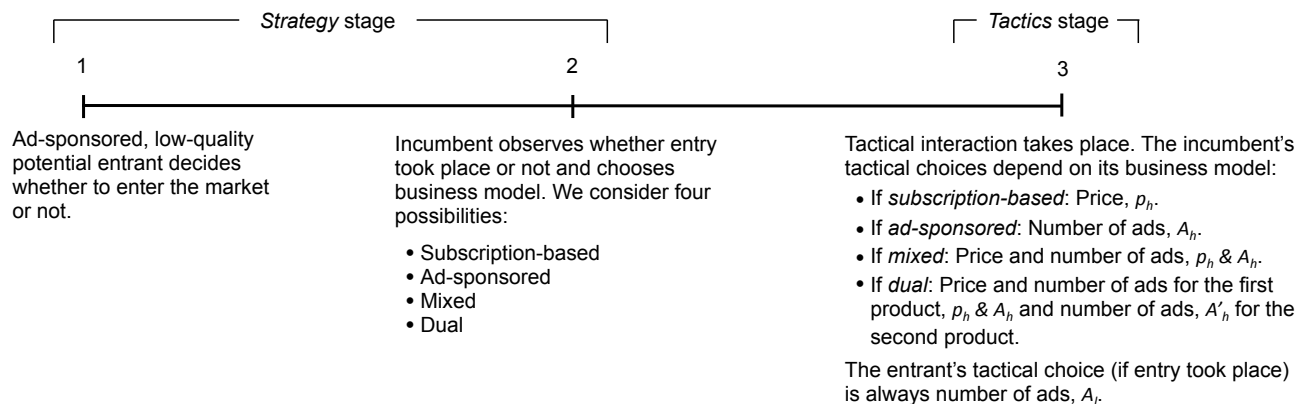 Strategy stage
Tactics stage
1
2
3
Ad-sponsored, low-quality
potential entrant decides
whether to enter the market
or not.
Incumbent observes whether entry
took place or not and chooses
business model. We consider four
possibilities:
• Subscription-based
• Ad-sponsored
• Mixed
• Dual
Tactical interaction takes place. The incumbent’s
tactical choices depend on its business model:
• If subscription-based: Price, pₕ.
• If ad-sponsored: Number of ads, Aₕ.
• If mixed: Price and number of ads, pₕ & Aₕ.
• If dual: Price and number of ads for the first
product, pₕ & Aₕ and number of ads, A′ₕ for the
second product.
The entrant’s tactical choice (if entry took place)
is always number of ads, Aₗ.